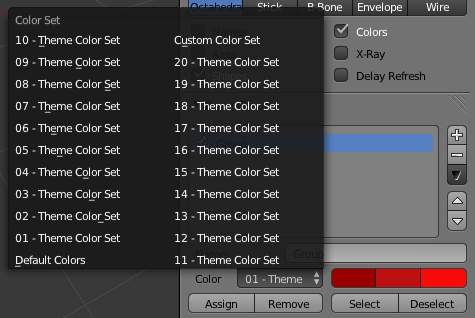 Octahedral Stick B-Bone Envelope Wire
Color Set
10 - Theme Color Set
09 - Theme Color Set
08 - Theme Color Set
07 - Theme Color Set
06 - Theme Color Set
05 - Theme Color Set
04 - Theme Color Set
03 - Theme Color Set
02 - Theme Color Set
01 - Theme Color Set
Default Colors
Custom Color Set
20 - Theme Color Set
19 - Theme Color Set
18 - Theme Color Set
17 - Theme Color Set
16 - Theme Color Set
15 - Theme Color Set
14 - Theme Color Set
13 - Theme Color Set
12 - Theme Color Set
11 - Theme Color Set
Colors
X-Ray
Delay Refresh
Group
Color 01 - Theme
Assign Remove Select Deselect